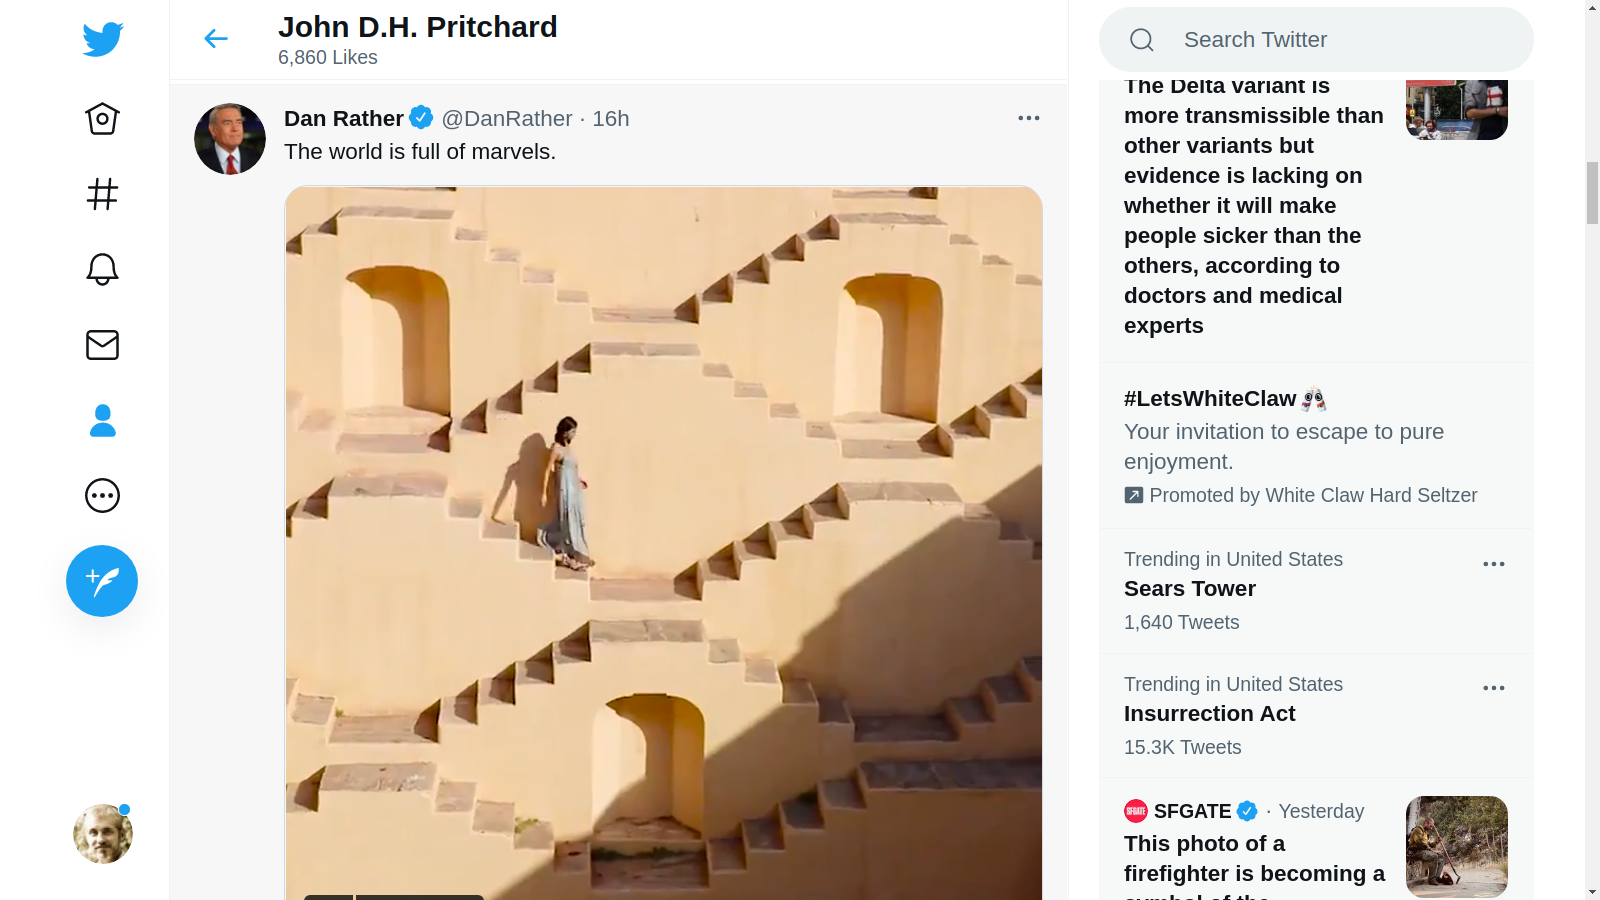 John D.H. Pritchard
6,860 Likes
Dan Rather @DanRather · 16h
The world is full of marvels.
Search Twitter
The Delta variant is
more transmissible than
other variants but
evidence is lacking on
whether it will make
people sicker than the
others, according to
doctors and medical
experts
#LetsWhiteClaw
Your invitation to escape to pure
enjoyment.
Promoted by White Claw Hard Seltzer
Trending in United States
Sears Tower
1,640 Tweets
Trending in United States
Insurrection Act
15.3K Tweets
SFGATE SFGATE · Yesterday
This photo of a
firefighter is becoming a
symbol of the